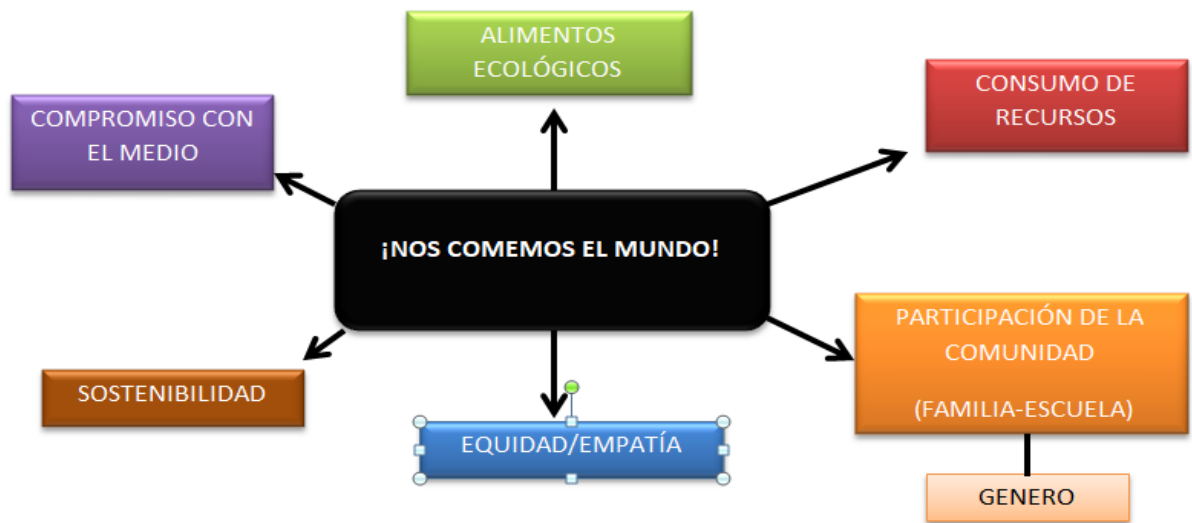 ALIMENTOS
ECOLÓGICOS
CONSUMO DE
RECURSOS
COMPROMISO CON
EL MEDIO
¡NOS COMEMOS EL MUNDO!
PARTICIPACIÓN DE LA
COMUNIDAD
(FAMILIA-ESCUELA)
SOSTENIBILIDAD
EQUIDAD/EMPATÍA
GENERO